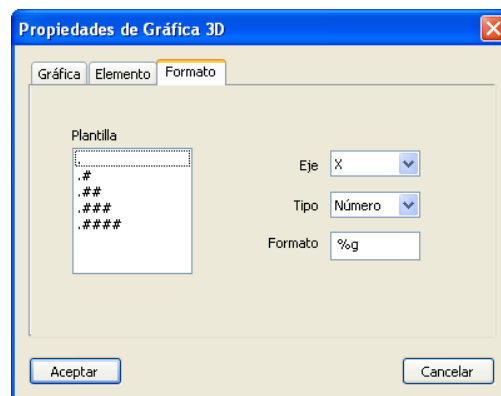 Propiedades de Gráfica 3D
Gráfica Elemento Formato
Plantilla
.
.#
.##
.###
.####
Eje X
Tipo Número
Formato %g
Aceptar Cancelar